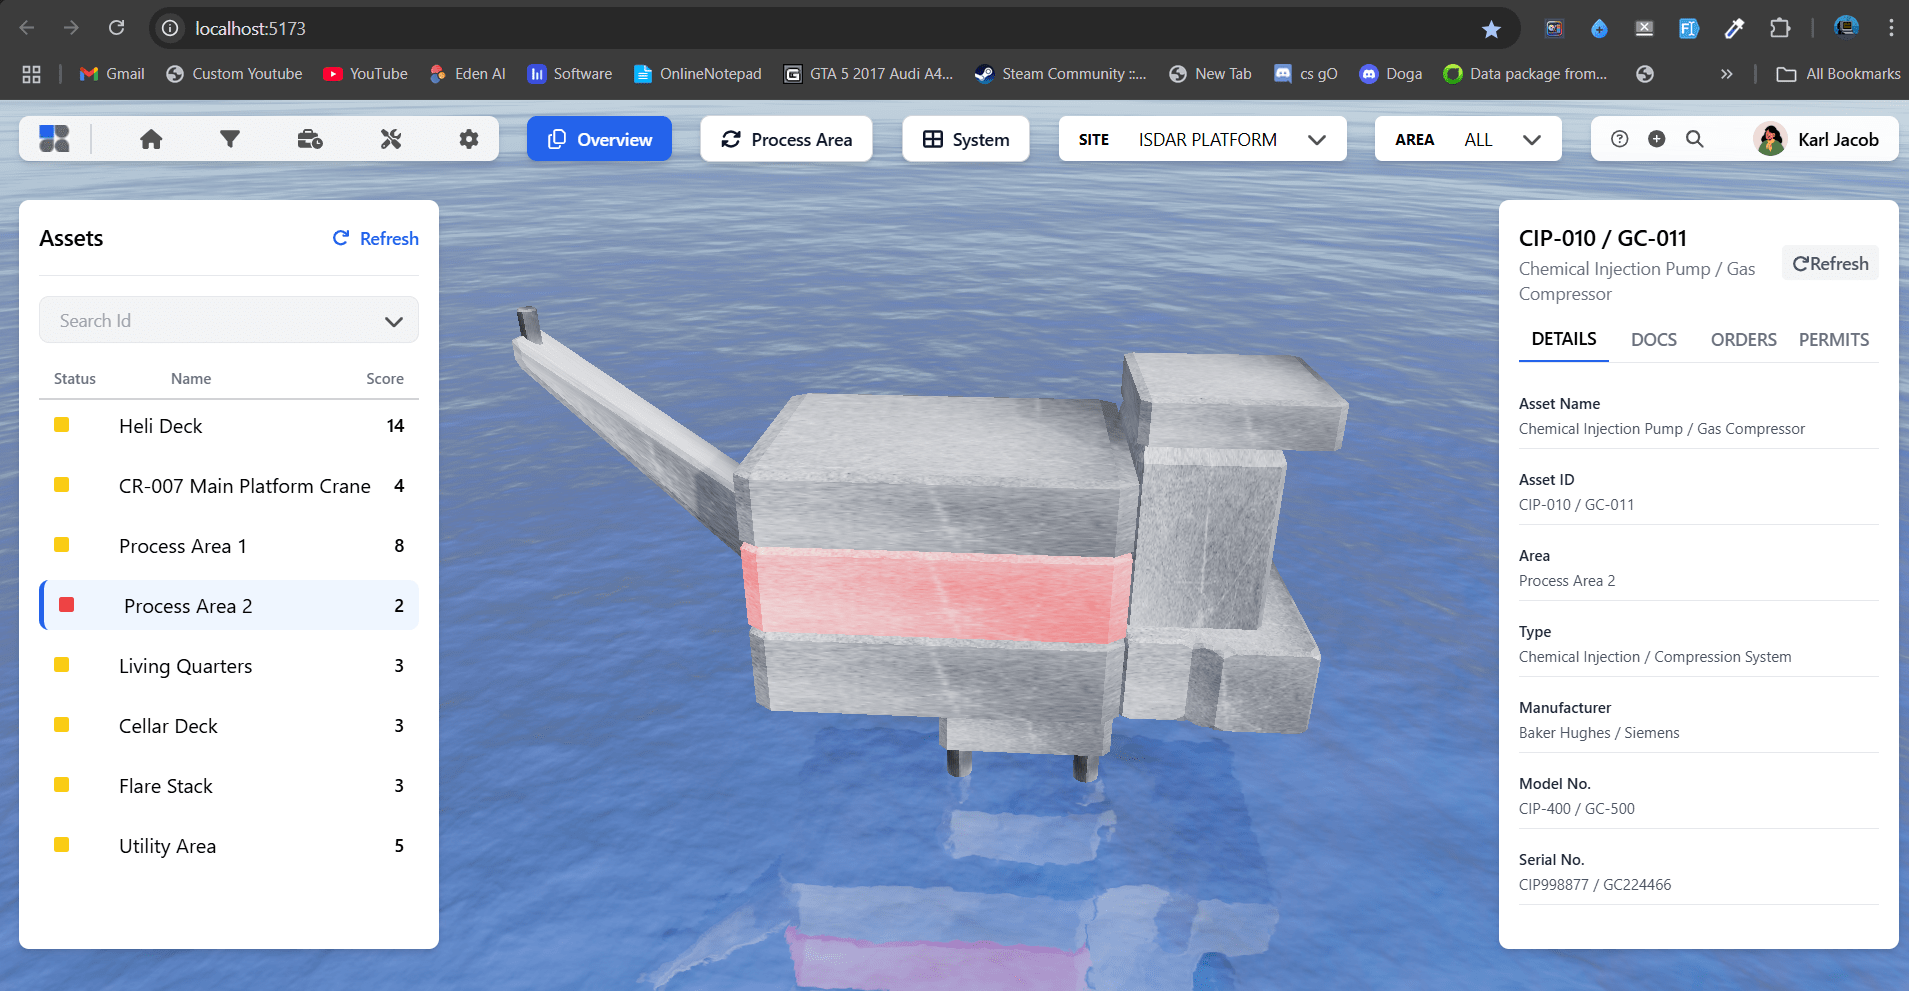 localhost:5173
Gmail
Custom Youtube
YouTube
Eden AI
Software
OnlineNotepad
GTA 5 2017 Audi A4...
Steam Community ::...
New Tab
cs gO
Doga
Data package from...
»
All Bookmarks
Overview
Process Area
System
SITE ISDAR PLATFORM
AREA ALL
Karl Jacob
Assets
Refresh
Search Id
Status Name Score
Heli Deck 14
CR-007 Main Platform Crane 4
Process Area 1 8
Process Area 2 2
Living Quarters 3
Cellar Deck 3
Flare Stack 3
Utility Area 5
CIP-010 / GC-011
Chemical Injection Pump / Gas
Compressor
Refresh
DETAILS DOCS ORDERS PERMITS
Asset Name
Chemical Injection Pump / Gas Compressor
Asset ID
CIP-010 / GC-011
Area
Process Area 2
Type
Chemical Injection / Compression System
Manufacturer
Baker Hughes / Siemens
Model No.
CIP-400 / GC-500
Serial No.
CIP998877 / GC224466